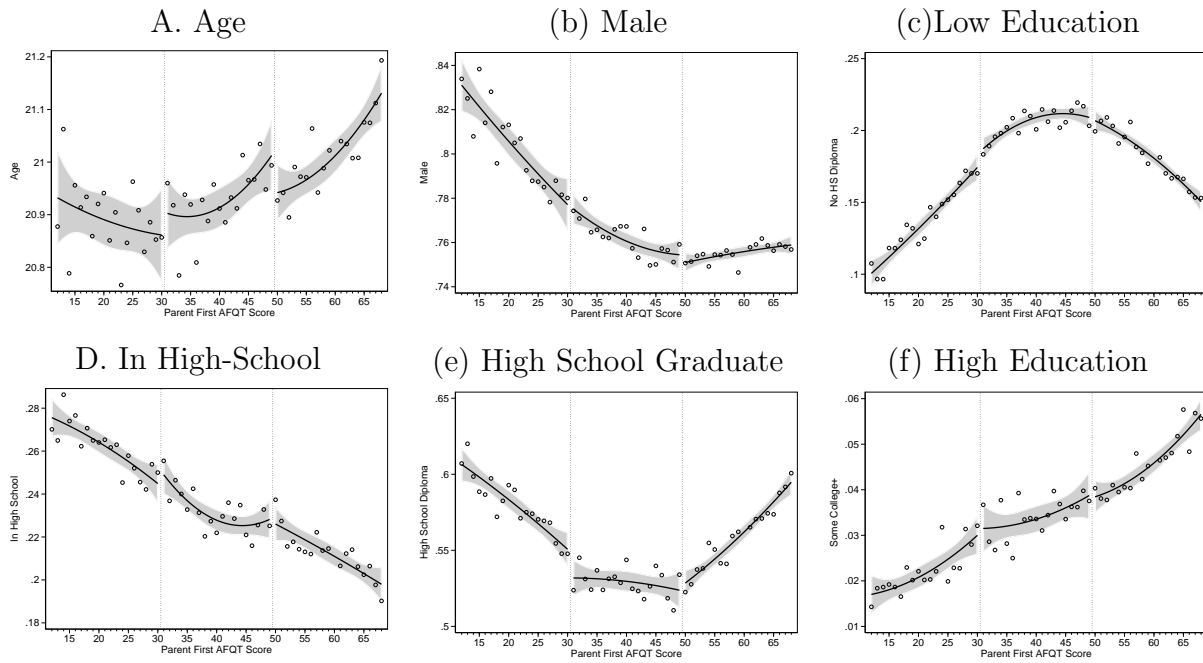 A. Age
(b) Male
(c)Low Education
21.2
21.1
21
20.9
20.8
Age
15 20 25 30 35 40 45 50 55 60 65
Parent First AFQT Score
.84
.82
.8
.78
.76
.74
Male
15 20 25 30 35 40 45 50 55 60 65
Parent First AFQT Score
.25
.2
.15
.1
No HS Diploma
15 20 25 30 35 40 45 50 55 60 65
Parent First AFQT Score
D. In High-School
(e) High School Graduate
(f) High Education
.28
.26
.24
.22
.2
.18
In High School
15 20 25 30 35 40 45 50 55 60 65
Parent First AFQT Score
.65
.6
.55
.5
High School Diploma
15 20 25 30 35 40 45 50 55 60 65
Parent First AFQT Score
.06
.05
.04
.03
.02
.01
Some College+
15 20 25 30 35 40 45 50 55 60 65
Parent First AFQT Score